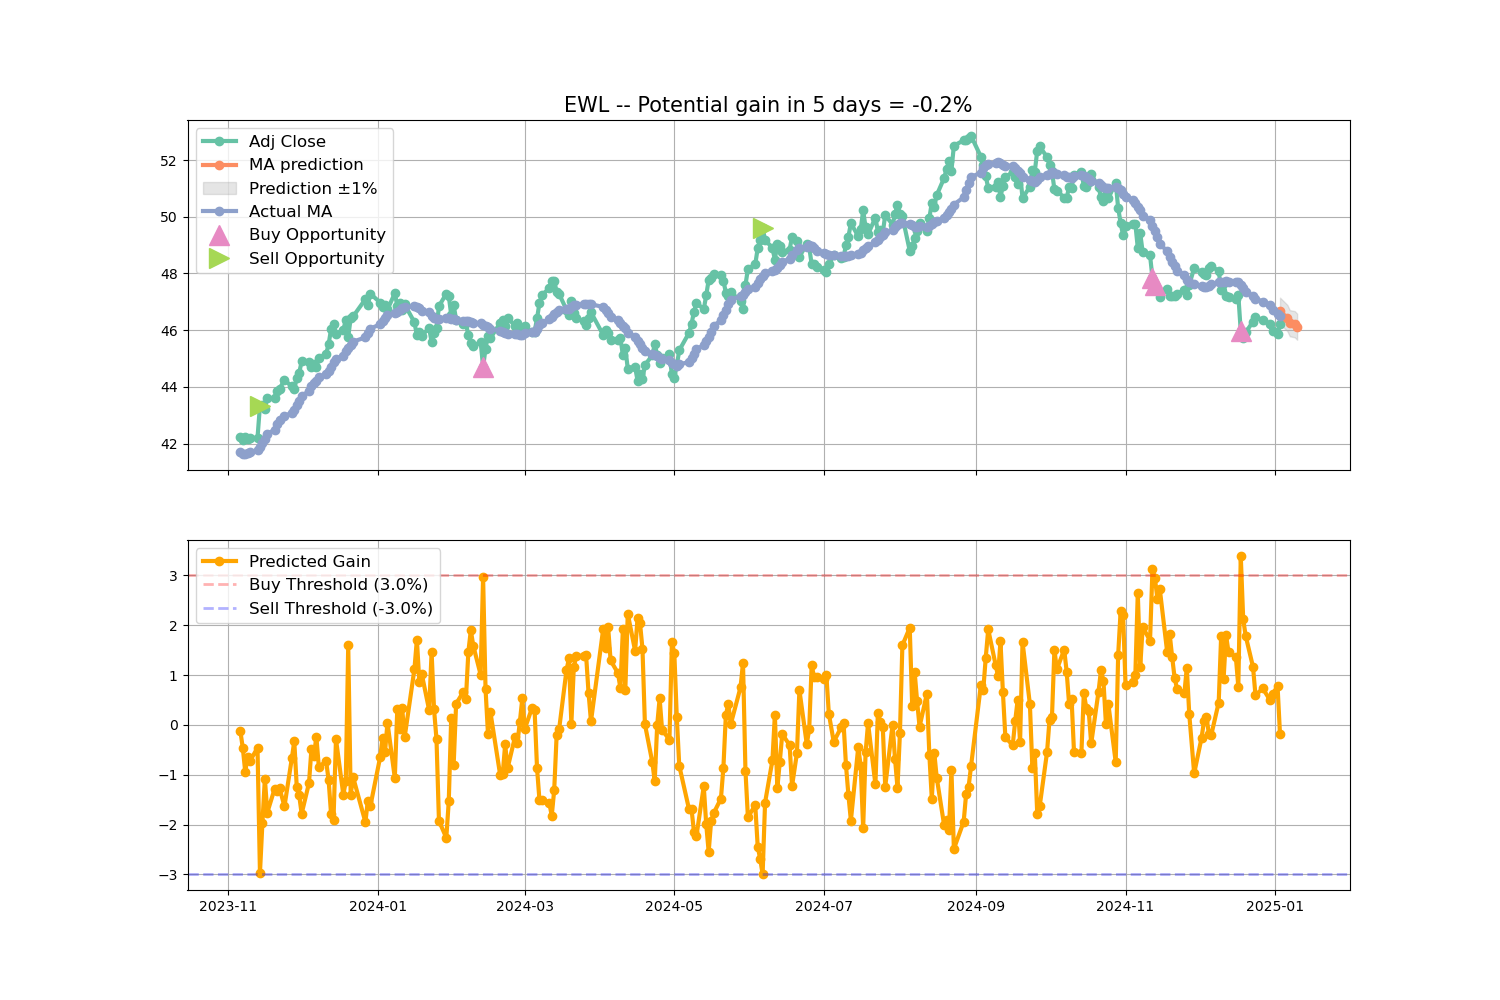 EWL -- Potential gain in 5 days = -0.2%
Adj Close
MA prediction
Prediction ±1%
Actual MA
Buy Opportunity
Sell Opportunity
52
50
48
46
44
42
Predicted Gain
Buy Threshold (3.0%)
Sell Threshold (-3.0%)
3
2
1
0
−1
−2
−3
2023-11
2024-01
2024-03
2024-05
2024-07
2024-09
2024-11
2025-01